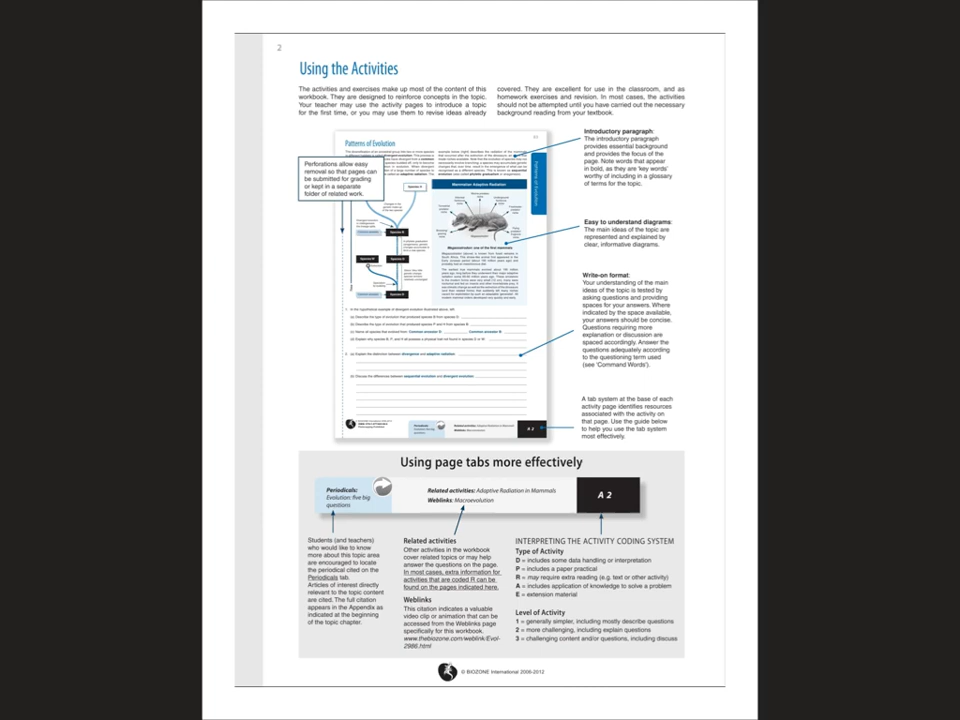 2
Using the Activities
The activities and exercises make up most of the content of this
workbook. They are designed to reinforce concepts in the topic.
Your teacher may use the activity pages to introduce a topic
for the first time, or you may use them to revise ideas already
covered. They are excellent for use in the classroom, and as
homework exercises and revision. In most cases, the activities
should not be attempted until you have carried out the necessary
background reading from your textbook.
Patterns of Evolution
Perforations allow easy
removal so that pages can
be submitted for grading
or kept in a separate
folder of related work.
Mammalian Adaptive Radiation
Patterns of Evolution
Introductory paragraph:
The introductory paragraph
provides essential background
and provides the focus of the
page. Note words that appear
in bold, as they are 'key words'
worthy of including in a glossary
of terms for the topic.
Easy to understand diagrams:
The main ideas of the topic are
represented and explained by
clear, informative diagrams.
Write-on format:
Your understanding of the main
ideas of the topic is tested by
asking questions and providing
spaces for your answers. Where
indicated by the space available,
your answers should be concise.
Questions requiring more
explanation or discussion are
spaced accordingly. Answer the
questions adequately according
to the questioning term used
(see 'Command Words').
A tab system at the base of each
activity page identifies resources
associated with the activity on
that page. Use the guide below
to help you use the tab system
most effectively.
A 2
Using page tabs more effectively
Periodicals:
Evolution: five big
questions
Related activities: Adaptive Radiation in Mammals
Weblinks: Macroevolution
A 2
Students (and teachers)
who would like to know
more about this topic area
are encouraged to locate
the periodical cited on the
Periodicals tab.
Articles of interest directly
relevant to the topic content
are cited. The full citation
appears in the Appendix as
indicated at the beginning
of the topic chapter.
Related activities
Other activities in the workbook
cover related topics or may help
answer the questions on the page.
In most cases, extra information for
activities that are coded R can be
found on the pages indicated here.
Weblinks
This citation indicates a valuable
video clip or animation that can be
accessed from the Weblinks page
specifically for this workbook.
www.thebiozone.com/weblink/Evol-
2986.html
INTERPRETING THE ACTIVITY CODING SYSTEM
Type of Activity
D = includes some data handling or interpretation
P = includes a paper practical
R = may require extra reading (e.g. text or other activity)
A = includes application of knowledge to solve a problem
E = extension material
Level of Activity
1 = generally simpler, including mostly describe questions
2 = more challenging, including explain questions
3 = challenging content and/or questions, including discuss
© BIOZONE International 2006-2012